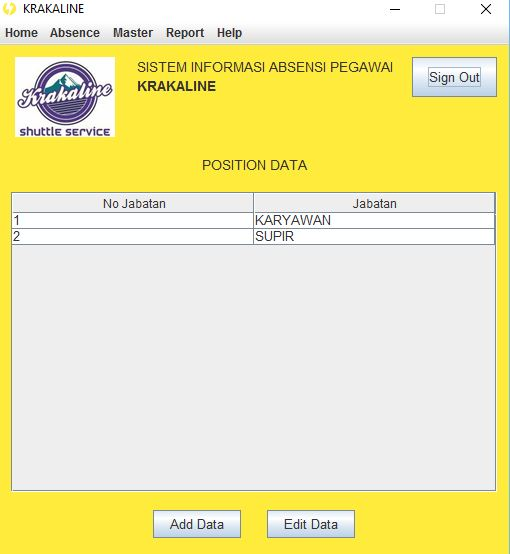 KRAKALINE
Home Absence Master Report Help
Krakaline
shuttle service
SISTEM INFORMASI ABSENSI PEGAWAI
KRAKALINE
Sign Out
POSITION DATA
No Jabatan Jabatan
1 KARYAWAN
2 SUPIR
Add Data Edit Data